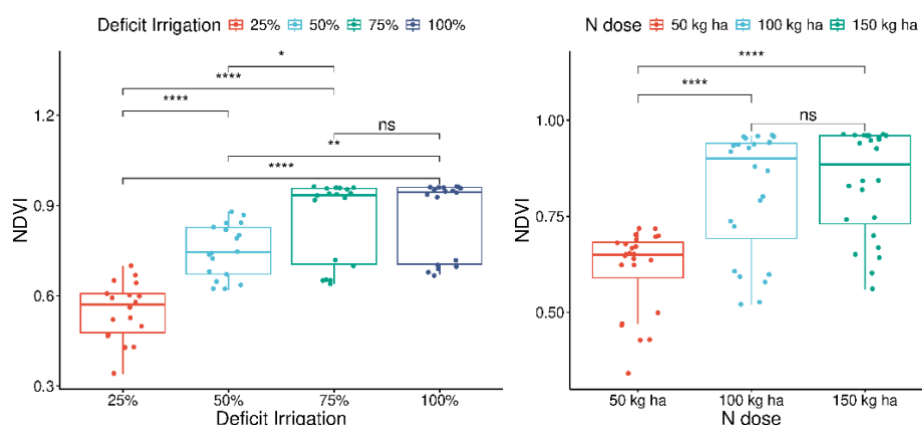 Deficit Irrigation 25% 50% 75% 100%
*
****
****
ns
**
****
1.2
0.9
0.6
0.3
NDVI
25% 50% 75% 100%
Deficit Irrigation
N dose 50 kg ha 100 kg ha 150 kg ha
****
****
ns
1.00
0.75
0.50
NDVI
50 kg ha 100 kg ha 150 kg ha
N dose